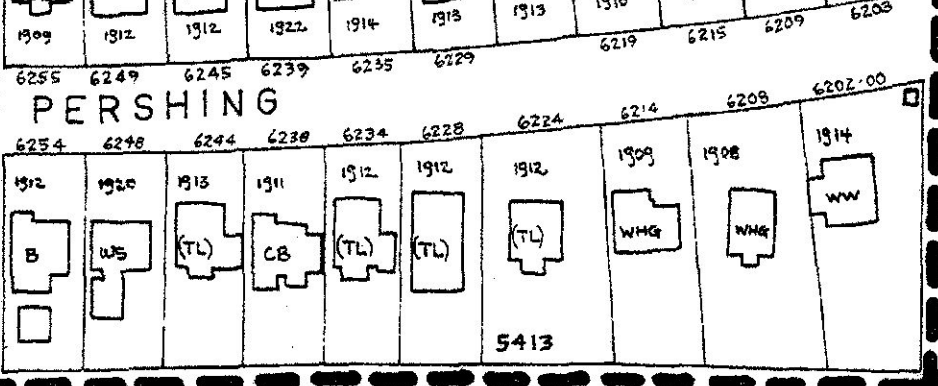 1909 1912 1912 1922 1914 1913 1913 1910
6255 6249 6245 6239 6235 6229 6219 6215 6209 6203
PERSHING
6254 6248 6244 6238 6234 6228 6224 6214 6208 6202-00
1912 1920 1913 1911 1912 1912 1912 1909 1908 1914
B WS (TL) CB (TL) (TL) (TL) WHG WHG WW
5413